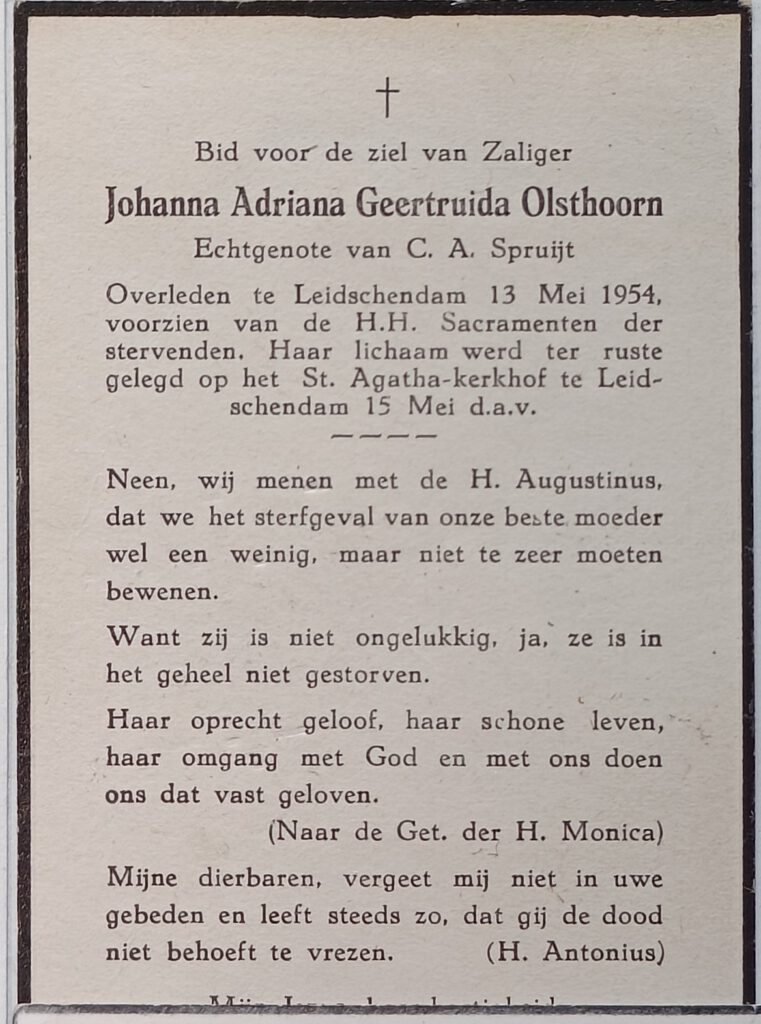 Bid voor de ziel van Zaliger
Johanna Adriana Geertruida Olsthoorn
Echtgenote van C. A. Spruijt
Overleden te Leidschendam 13 Mei 1954,
voorzien van de H.H. Sacramenten der
stervenden. Haar lichaam werd ter ruste
gelegd op het St. Agatha-kerkhof te Leid-
schendam 15 Mei d.a.v.
Neen, wij menen met de H. Augustinus,
dat we het sterfgeval van onze beste moeder
wel een weinig, maar niet te zeer moeten
bewenen.
Want zij is niet ongelukkig, ja, ze is in
het geheel niet gestorven.
Haar oprecht geloof, haar schone leven,
haar omgang met God en met ons doen
ons dat vast geloven.
(Naar de Get. der H. Monica)
Mijne dierbaren, vergeet mij niet in uwe
gebeden en leeft steeds zo, dat gij de dood
niet behoeft te vrezen. (H. Antonius)